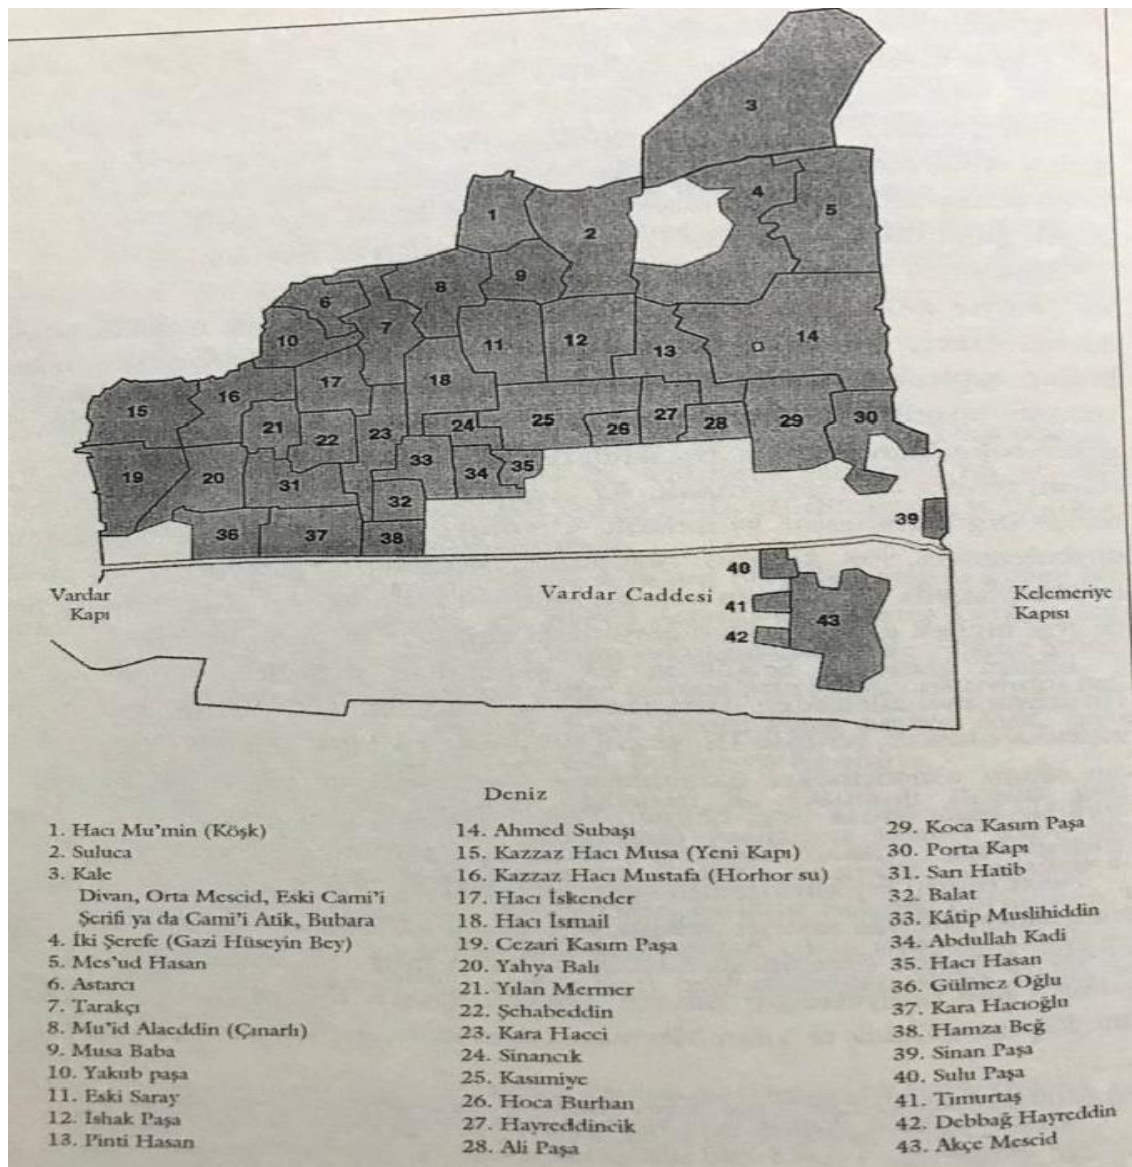 3
4
5
1
2
9
8
6
7
10
11
12
13
14
17
18
16
15
21
22
23
24
25
26
27
28
29
30
19
20
31
33
34
35
32
36
37
38
39
40
Vardar
Kapı
Vardar Caddesi
41
42
43
Kelemeriye
Kapısı
Deniz
1. Hacı Mu'min (Köşk)
2. Suluca
3. Kale
Divan, Orta Mescid, Eski Cami'i
Şerifi ya da Cami'i Atik, Bubara
4. İki Şerefe (Gazi Hüseyin Bey)
5. Mes'ud Hasan
6. Astarcı
7. Tarakçı
8. Mu'id Alaeddin (Çınarlı)
9. Musa Baba
10. Yakub paşa
11. Eski Saray
12. İshak Paşa
13. Pinti Hasan
14. Ahmed Subaşı
15. Kazzaz Hacı Musa (Yeni Kapı)
16. Kazzaz Hacı Mustafa (Horhor su)
17. Hacı İskender
18. Hacı İsmail
19. Cezari Kasım Paşa
20. Yahya Balı
21. Yılan Mermer
22. Şehabeddin
23. Kara Hacci
24. Sinancık
25. Kasımiye
26. Hoca Burhan
27. Hayreddincik
28. Ali Paşa
29. Koca Kasım Paşa
30. Porta Kapı
31. Sarı Hatib
32. Balat
33. Kâtip Muslihiddin
34. Abdullah Kadi
35. Hacı Hasan
36. Gülmez Oğlu
37. Kara Hacıoğlu
38. Hamza Beğ
39. Sinan Paşa
40. Sulu Paşa
41. Timurtaş
42. Debbağ Hayreddin
43. Akçe Mescid